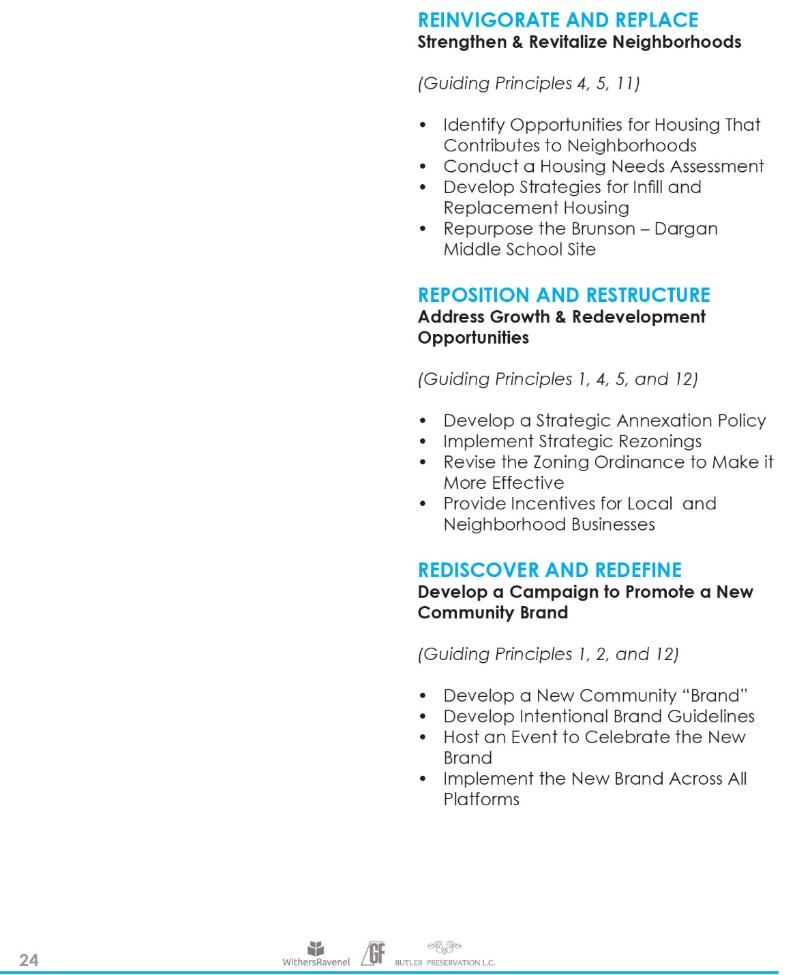 REINVIGORATE AND REPLACE
Strengthen & Revitalize Neighborhoods
(Guiding Principles 4, 5, 11)
• Identify Opportunities for Housing That
Contributes to Neighborhoods
• Conduct a Housing Needs Assessment
• Develop Strategies for Infill and
Replacement Housing
• Repurpose the Brunson – Dargan
Middle School Site
REPOSITION AND RESTRUCTURE
Address Growth & Redevelopment
Opportunities
(Guiding Principles 1, 4, 5, and 12)
• Develop a Strategic Annexation Policy
• Implement Strategic Rezonings
• Revise the Zoning Ordinance to Make it
More Effective
• Provide Incentives for Local  and
Neighborhood Businesses
REDISCOVER AND REDEFINE
Develop a Campaign to Promote a New
Community Brand
(Guiding Principles 1, 2, and 12)
• Develop a New Community “Brand”
• Develop Intentional Brand Guidelines
• Host an Event to Celebrate the New
Brand
• Implement the New Brand Across All
Platforms
24
WithersRavenel
GF
BUTLER PRESERVATION L.C.